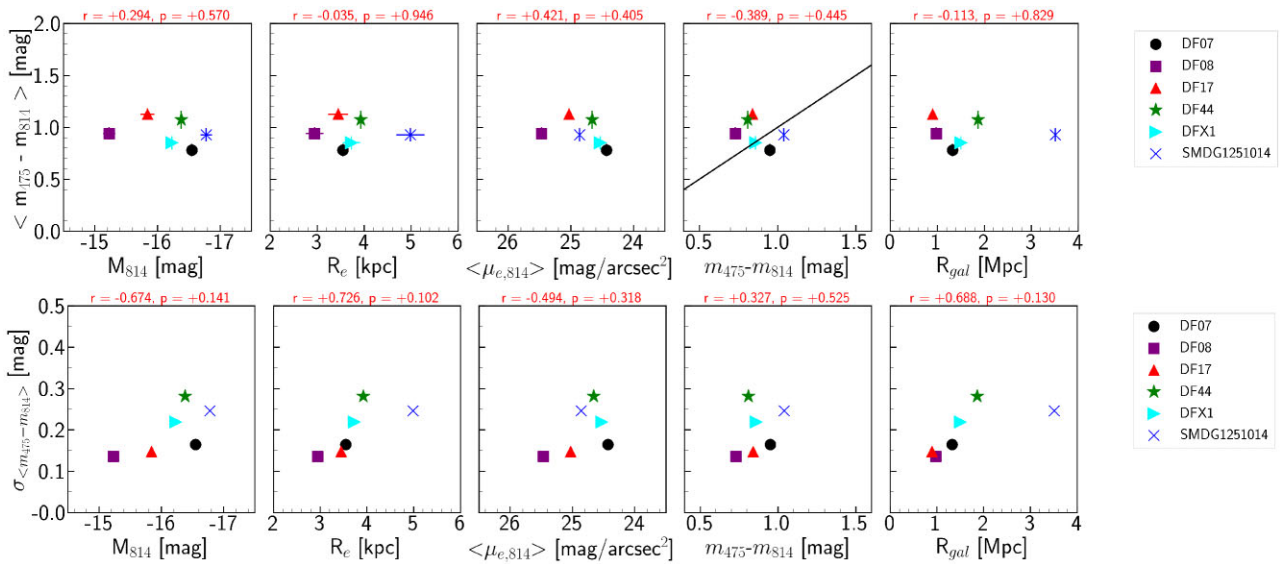 r = +0.294, p = +0.570 r = -0.035, p = +0.946 r = +0.421, p = +0.405 r = -0.389, p = +0.445 r = -0.113, p = +0.829
2.0
1.5
1.0
0.5
0.0
< m₄₇₅ - m₈₁₄ > [mag]
-15 -16 -17 2 3 4 5 6 26 25 24 0.5 1.0 1.5 0 1 2 3 4
M₈₁₄ [mag] Rₑ [kpc] <μₑ,₈₁₄> [mag/arcsec²] m₄₇₅-m₈₁₄ [mag] R_gal [Mpc]
DF07
DF08
DF17
DF44
DFX1
SMDG1251014
r = -0.674, p = +0.141 r = +0.726, p = +0.102 r = -0.494, p = +0.318 r = +0.327, p = +0.525 r = +0.688, p = +0.130
0.5
0.4
0.3
0.2
0.1
0.0
σ<m₄₇₅−m₈₁₄> [mag]
-15 -16 -17 2 3 4 5 6 26 25 24 0.5 1.0 1.5 0 1 2 3 4
M₈₁₄ [mag] Rₑ [kpc] <μₑ,₈₁₄> [mag/arcsec²] m₄₇₅-m₈₁₄ [mag] R_gal [Mpc]
DF07
DF08
DF17
DF44
DFX1
SMDG1251014